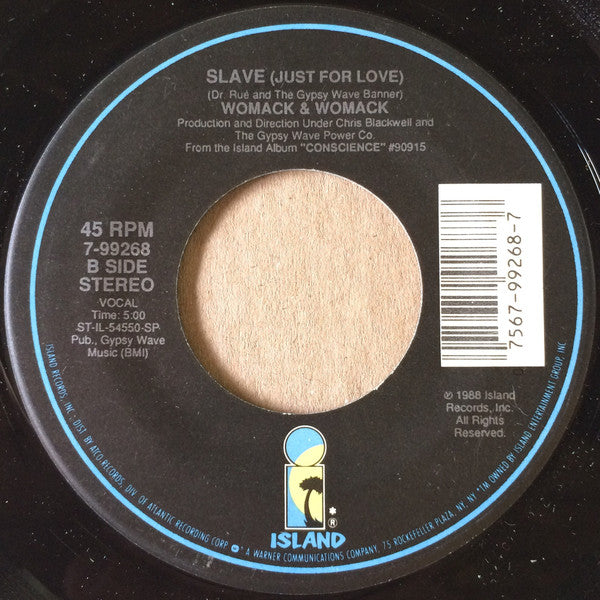 SLAVE (JUST FOR LOVE)
(Dr. Rué and The Gypsy Wave Banner)
WOMACK & WOMACK
Production and Direction Under Chris Blackwell and
The Gypsy Wave Power Co.
From the Island Album "CONSCIENCE" #90915
45 RPM
7-99268
B SIDE
STEREO
VOCAL
Time: 5:00
ST-IL-54550-SP
Pub., Gypsy Wave
Music (BMI)
7567-99268-7
℗ 1988 Island
Records, Inc.
All Rights
Reserved.
i
* ®
ISLAND
ISLAND RECORDS, INC., DIST. BY ATCO RECORDS, DIV. OF ATLANTIC RECORDING CORP. A WARNER COMMUNICATIONS COMPANY, 75 ROCKEFELLER PLAZA, NY, NY *TM OWNED BY ISLAND ENTERTAINMENT GROUP, INC